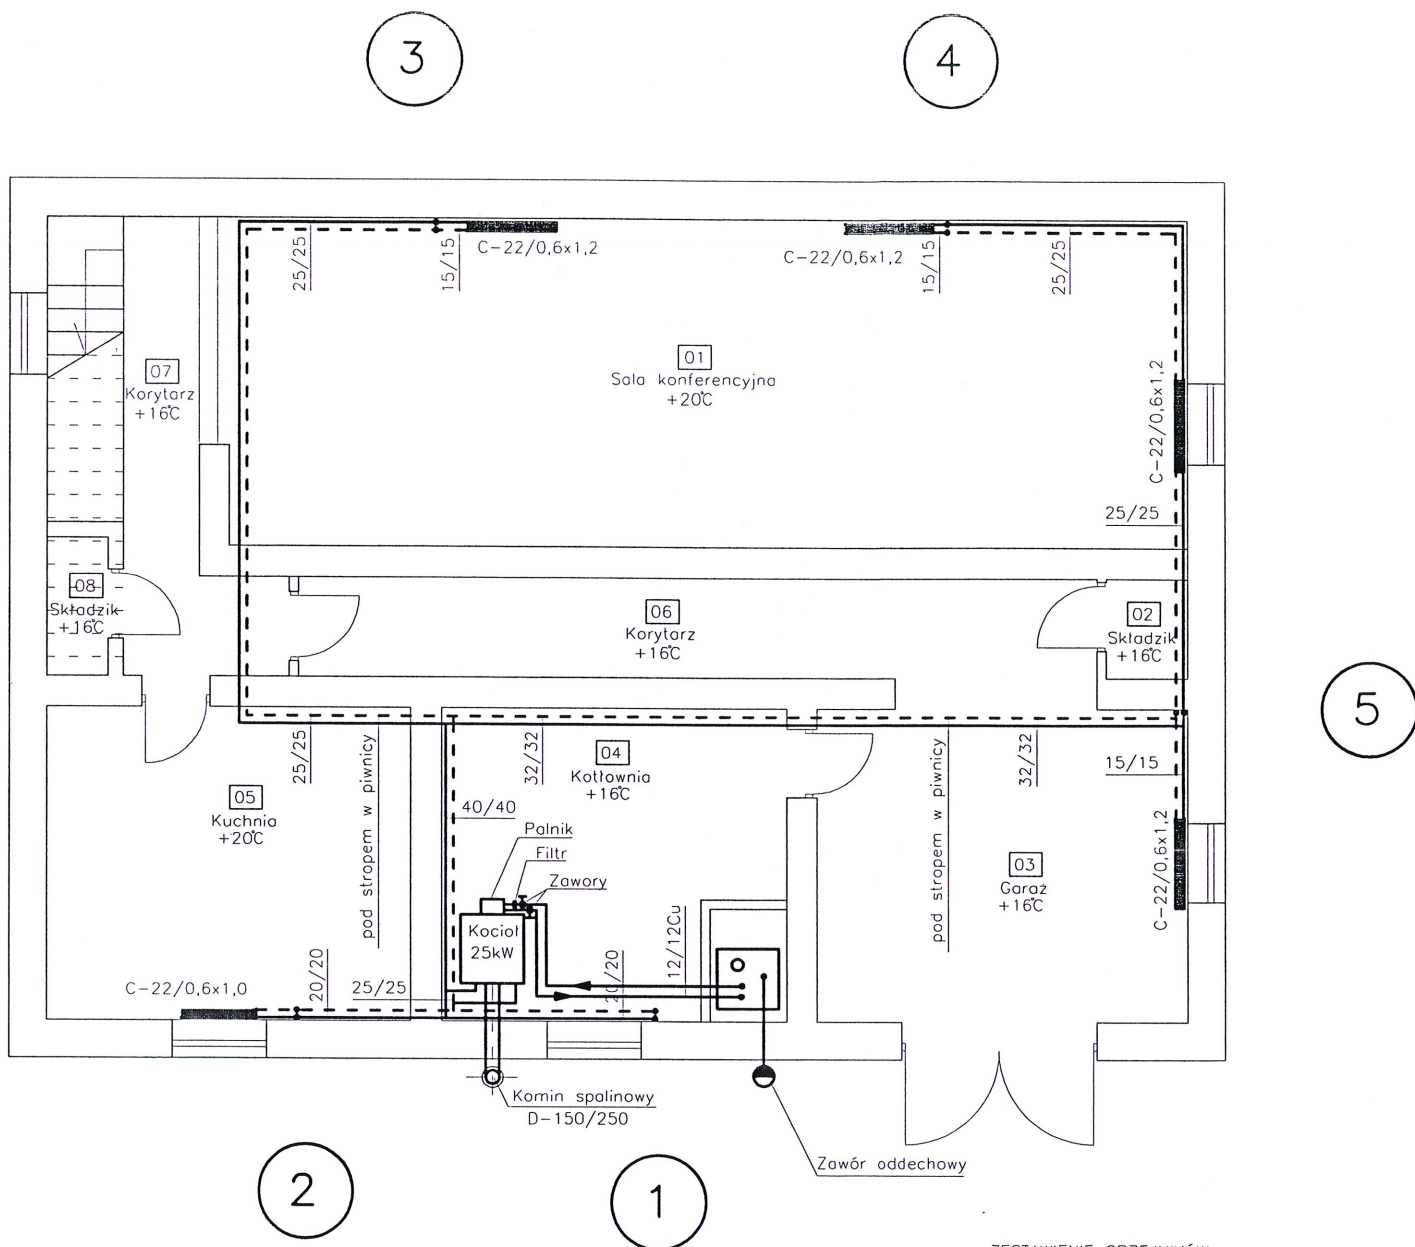 3
4
25/25
15/15
C-22/0,6x1,2
C-22/0,6x1,2
15/15
25/25
07
Korytarz
+16°C
01
Sala konferencyjna
+20°C
C-22/0,6x1,2
25/25
08
Składzik
+16°C
06
Korytarz
+16°C
02
Składzik
+16°C
5
25/25
pod stropem w piwnicy
32/32
04
Kotłownia
+16°C
pod stropem w piwnicy
32/32
15/15
05
Kuchnia
+20°C
40/40
Palnik
Filtr
Zawory
03
Garaż
+16°C
C-22/0,6x1,2
Kocioł
25kW
12/12Cu
C-22/0,6x1,0
20/20
25/25
20/20
Komin spalinowy
D-150/250
Zawór oddechowy
2
1